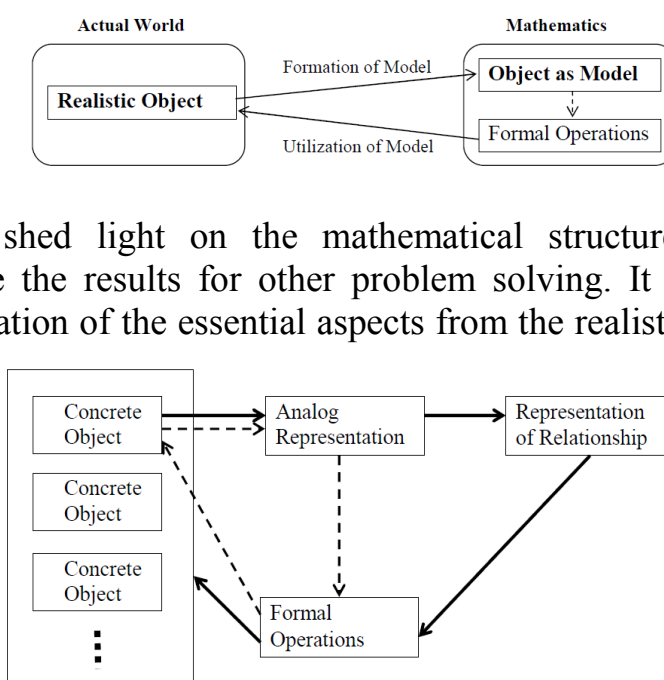 Actual World
Mathematics
Formation of Model
Object as Model
Realistic Object
Formal Operations
Utilization of Model
shed light on the mathematical structure
the results for other problem solving. It
of the essential aspects from the realist
Concrete
Object
Analog
Representation
Representation
of Relationship
Concrete
Object
Concrete
Object
Formal
Operations